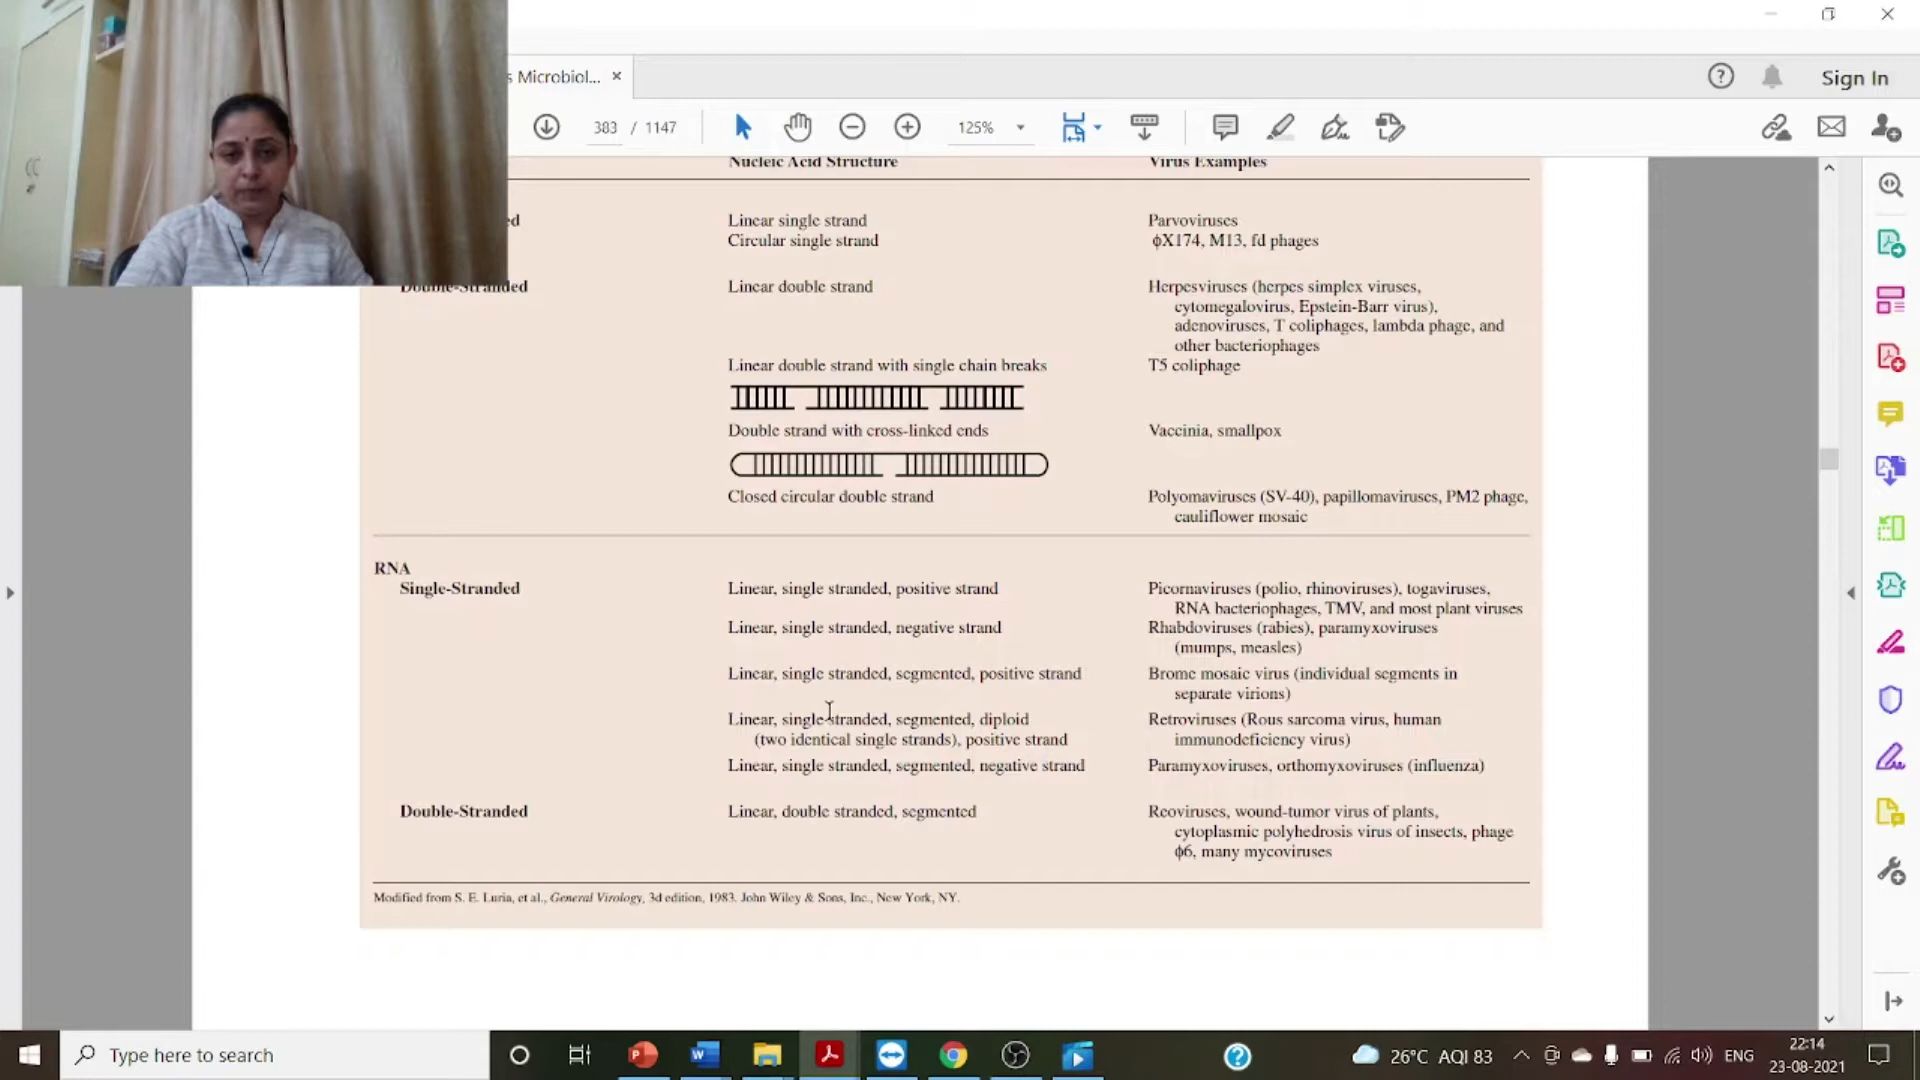 s Microbiol...
Sign In
383 / 1147
125%
Nucleic Acid Structure Virus Examples
Linear single strand Parvoviruses
Circular single strand ϕX174, M13, fd phages
Double-Stranded Linear double strand Herpesviruses (herpes simplex viruses,
cytomegalovirus, Epstein-Barr virus),
adenoviruses, T coliphages, lambda phage, and
other bacteriophages
Linear double strand with single chain breaks T5 coliphage
Double strand with cross-linked ends Vaccinia, smallpox
Closed circular double strand Polyomaviruses (SV-40), papillomaviruses, PM2 phage,
cauliflower mosaic
RNA
Single-Stranded Linear, single stranded, positive strand Picornaviruses (polio, rhinoviruses), togaviruses,
RNA bacteriophages, TMV, and most plant viruses
Linear, single stranded, negative strand Rhabdoviruses (rabies), paramyxoviruses
(mumps, measles)
Linear, single stranded, segmented, positive strand Brome mosaic virus (individual segments in
separate virions)
Linear, single stranded, segmented, diploid Retroviruses (Rous sarcoma virus, human
(two identical single strands), positive strand immunodeficiency virus)
Linear, single stranded, segmented, negative strand Paramyxoviruses, orthomyxoviruses (influenza)
Double-Stranded Linear, double stranded, segmented Reoviruses, wound-tumor virus of plants,
cytoplasmic polyhedrosis virus of insects, phage
ϕ6, many mycoviruses
Modified from S. E. Luria, et al., General Virology, 3d edition, 1983. John Wiley & Sons, Inc., New York, NY.
Type here to search
26°C AQI 83
ENG
22:14
23-08-2021